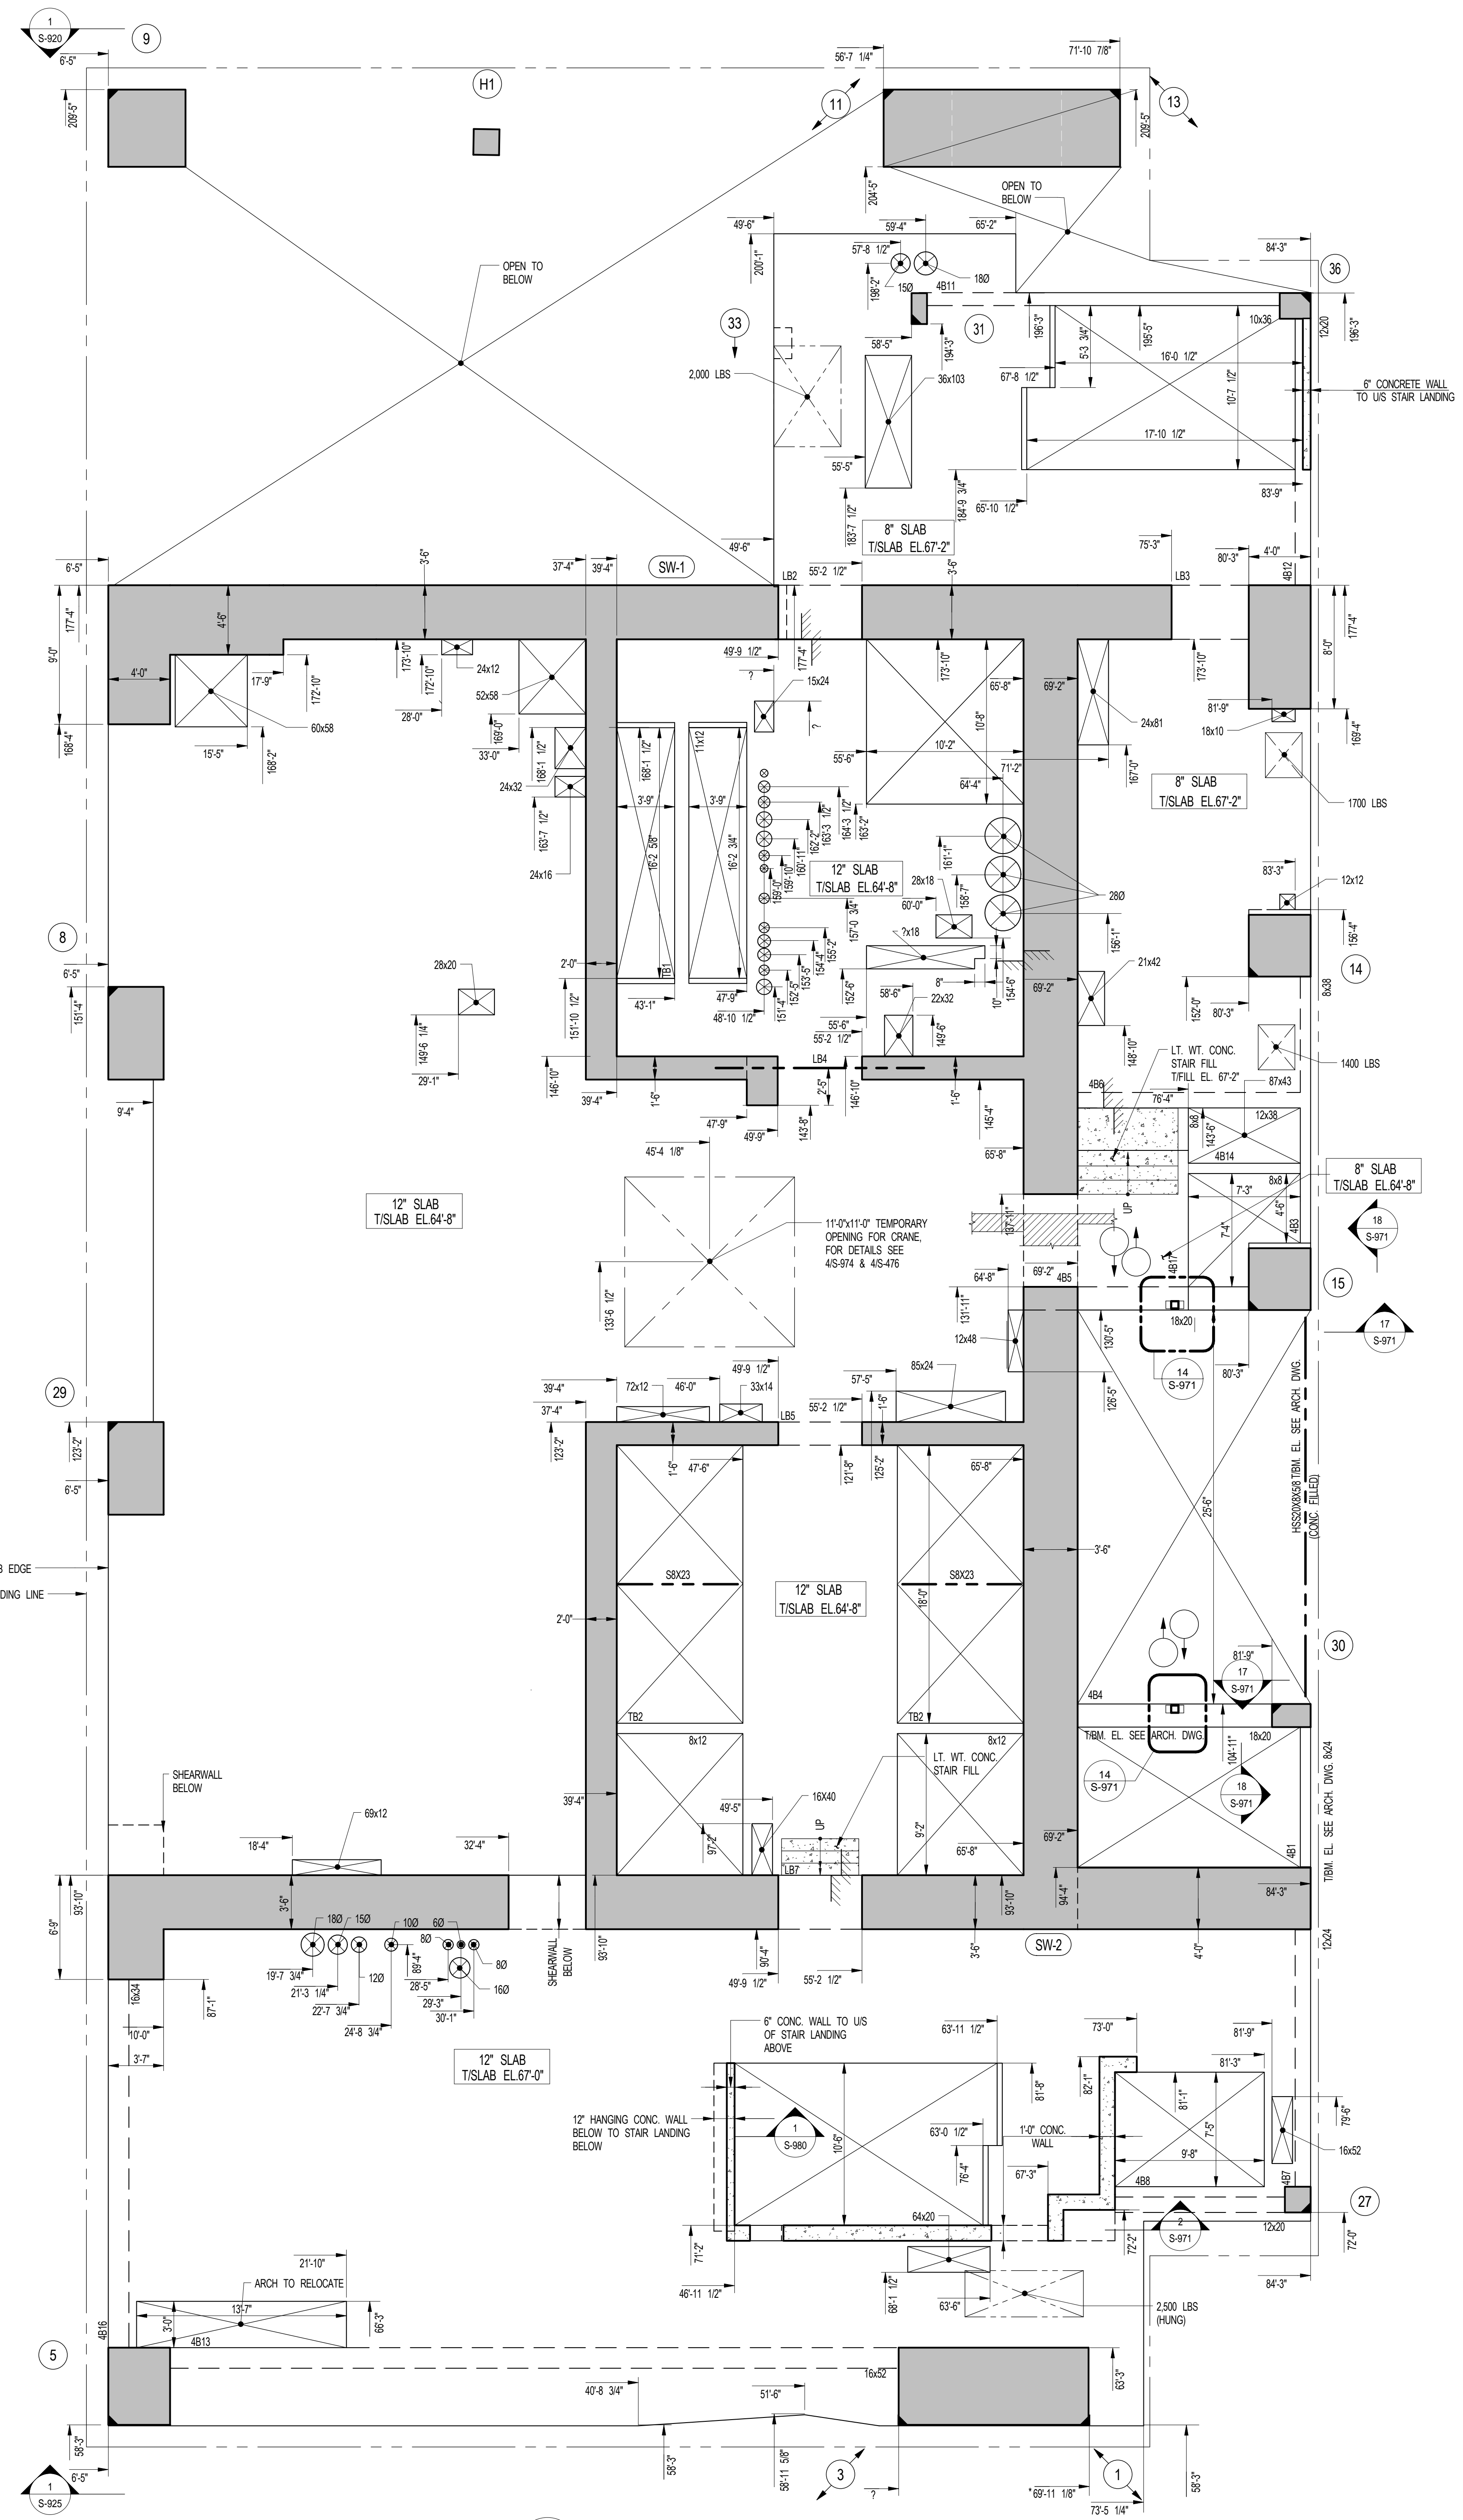 1
S-920
9
6'-5"
209'-5"
H1
56'-7 1/4"
71'-10 7/8"
11
13
209'-5"
204'-5"
OPEN TO
BELOW
49'-6"
59'-4"
65'-2"
57'-8 1/2"
84'-3"
36
200'-1"
198'-2"
15Ø
18Ø
4B11
OPEN TO
BELOW
33
31
10x36
12x20
196'-3"
196'-3"
195'-5"
5'-3 3/4"
16'-0 1/2"
58'-5"
194'-3"
2,000 LBS
36x103
67'-8 1/2"
10'-7 1/2"
6" CONCRETE WALL
TO U/S STAIR LANDING
17'-10 1/2"
55'-5"
183'-7 1/2"
184'-9 3/4"
65'-10 1/2"
83'-9"
8" SLAB
T/SLAB EL.67'-2"
49'-6"
75'-3"
80'-3"
4'-0"
6'-5"
3'-6"
37'-4"
39'-4"
SW-1
LB2
55'-2 1/2"
3'-6"
LB3
4B12
177'-4"
9'-0"
4'-6"
4'-0"
17'-9"
172'-10"
173'-10"
172'-10"
24x12
28'-0"
52x58
49'-9 1/2"
177'-4"
?
15x24
173'-10"
65'-8"
69'-2"
173'-10"
8'-0"
177'-4"
81'-9"
18x10
169'-4"
168'-4"
15'-5"
168'-2"
60x58
33'-0"
169'-0"
168'-1 1/2"
168'-1 1/2"
11x12
?
10'-8"
10'-2"
55'-6"
71'-2"
24x81
167'-0"
24x32
163'-7 1/2"
24x16
3'-9"
3'-9"
16'-2 5/8"
16'-2 3/4"
64'-4"
8" SLAB
T/SLAB EL.67'-2"
1700 LBS
164'-3 1/2"
163'-3 1/2"
163'-2"
162'-2"
160'-11"
159'-10"
159'-0"
157'-0 3/4"
155'-2"
154'-4"
153'-5"
152'-5"
151'-4"
12" SLAB
T/SLAB EL.64'-8"
161'-1"
158'-7"
28x18
60'-0"
28Ø
156'-1"
83'-3"
12x12
156'-4"
8
6'-5"
151'-4"
28x20
149'-6 1/4"
29'-1"
2'-0"
TB1
151'-10 1/2"
43'-1"
47'-9"
48'-10 1/2"
?x18
8"
10"
154'-6"
152'-6"
58'-6"
22x32
55'-6"
55'-2 1/2"
149'-6"
69'-2"
21x42
148'-10"
152'-0"
80'-3"
14
8x38
9'-4"
146'-10"
39'-4"
1'-6"
LB4
2'-5"
146'-10"
1'-6"
145'-4"
47'-9"
49'-9"
143'-8"
65'-8"
LT. WT. CONC.
STAIR FILL
T/FILL EL. 67'-2"
1400 LBS
4B6
76'-4"
87x43
12x38
8x8
143'-6"
4B14
45'-4 1/8"
12" SLAB
T/SLAB EL.64'-8"
11'-0"x11'-0" TEMPORARY
OPENING FOR CRANE,
FOR DETAILS SEE
4/S-974 & 4/S-476
133'-6 1/2"
137'-11"
UP
7'-3"
8x8
4'-6"
7'-4"
4B3
4B17
8" SLAB
T/SLAB EL.64'-8"
18
S-971
15
69'-2"
64'-8"
4B5
131'-11"
12x48
130'-5"
126'-5"
18x20
14
S-971
80'-3"
17
S-971
29
123'-2"
6'-5"
39'-4"
37'-4"
123'-2"
72x12
46'-0"
49'-9 1/2"
33x14
LB5
55'-2 1/2"
57'-5"
85x24
1'-6"
1'-6"
47'-6"
121'-8"
125'-2"
65'-8"
25'-6"
HSS20X8X5/8 T/BM. EL. SEE ARCH. DWG.
(CONC. FILLED)
B EDGE
DING LINE
S8X23
S8X23
12" SLAB
T/SLAB EL.64'-8"
18'-0"
3'-6"
2'-0"
TB2
TB2
8x12
8x12
30
81'-9"
17
S-971
4B4
T/BM. EL. SEE ARCH. DWG.
18x20
104'-11"
14
S-971
18
S-971
4B1
T/BM. EL. SEE ARCH. DWG. 8x24
SHEARWALL
BELOW
69x12
18'-4"
32'-4"
39'-4"
49'-5"
16X40
97'-2"
UP
LB7
LT. WT. CONC.
STAIR FILL
9'-2"
65'-8"
69'-2"
84'-3"
93'-10"
6'-9"
3'-6"
93'-10"
90'-4"
93'-10"
94'-4"
3'-6"
4'-0"
12x24
18Ø
15Ø
12Ø
10Ø
6Ø
8Ø
8Ø
16Ø
89'-4"
19'-7 3/4"
21'-3 1/4"
22'-7 3/4"
24'-8 3/4"
28'-5"
29'-3"
30'-1"
SHEARWALL
BELOW
49'-9 1/2"
55'-2 1/2"
SW-2
16x34
87'-1"
10'-0"
3'-7"
12" SLAB
T/SLAB EL.67'-0"
6" CONC. WALL TO U/S
OF STAIR LANDING
ABOVE
63'-11 1/2"
73'-0"
81'-9"
81'-3"
81'-8"
82'-1"
81'-1"
79'-6"
12" HANGING CONC. WALL
BELOW TO STAIR LANDING
BELOW
1
S-980
10'-6"
63'-0 1/2"
76'-4"
1'-0" CONC.
WALL
67'-3"
7'-5"
9'-8"
16x52
4B8
4B7
27
2
S-971
12x20
72'-2"
72'-0"
84'-3"
71'-2"
46'-11 1/2"
64x20
68'-1 1/2"
63'-6"
2,500 LBS
(HUNG)
21'-10"
ARCH TO RELOCATE
13'-7"
3'-0"
66'-3"
4B13
4B16
5
16x52
63'-3"
40'-8 3/4"
51'-6"
58'-3"
6'-5"
1
S-925
58'-3"
58'-11 5/8"
3
?
*69'-11 1/8"
1
73'-5 1/4"
58'-3"